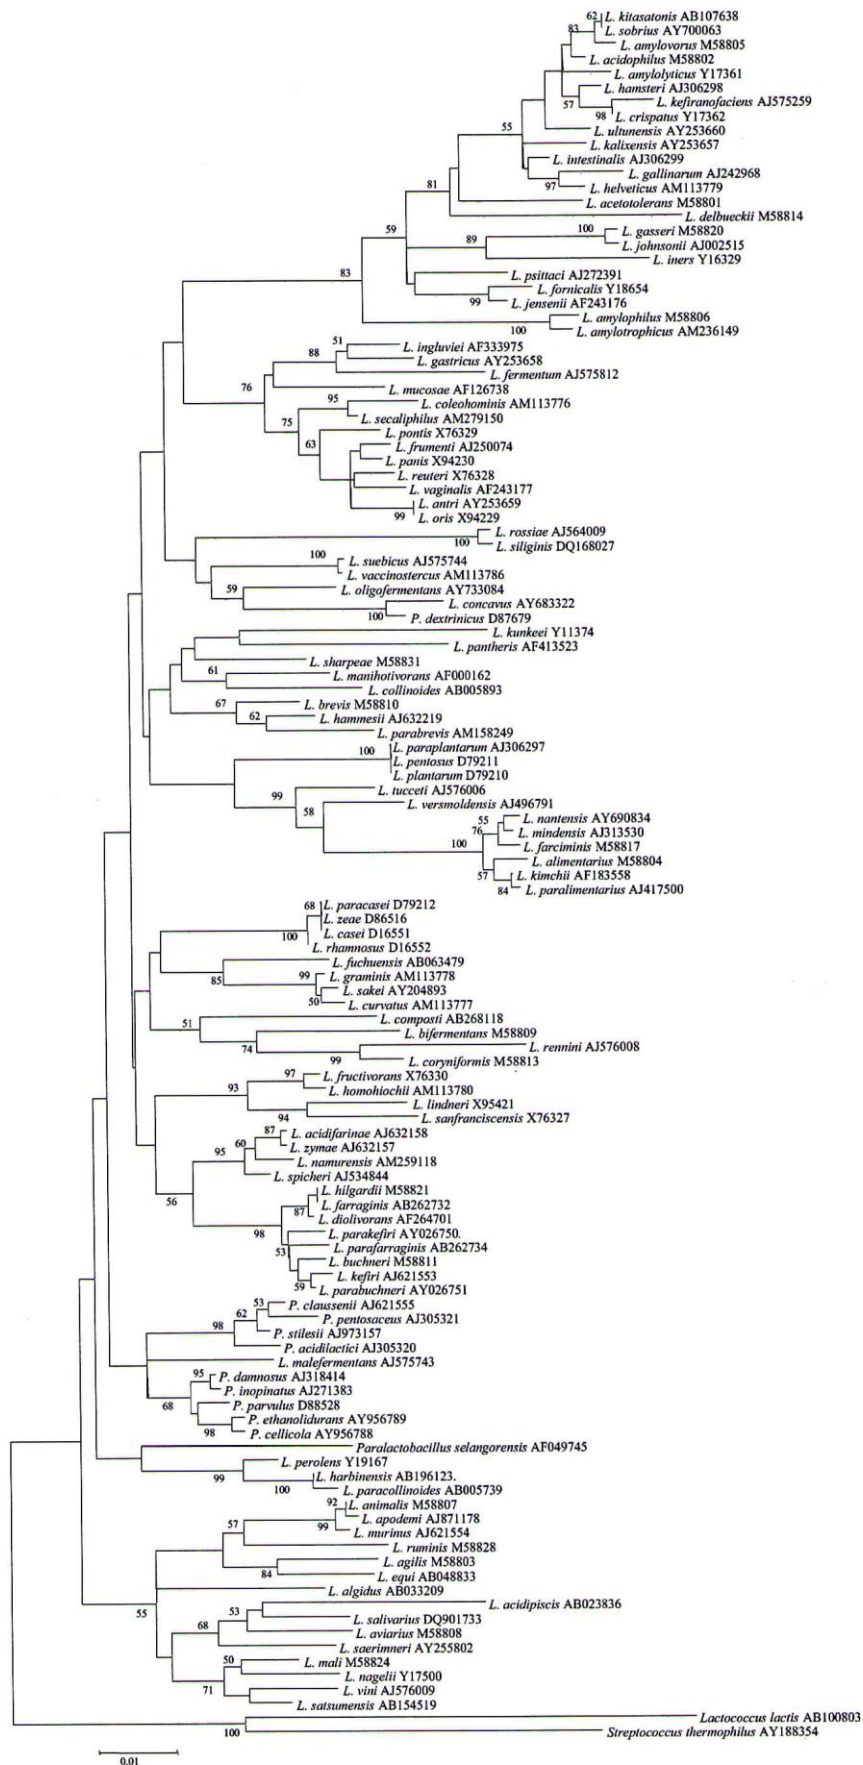 62 L. kitasatonis AB107638
83 L. sobrius AY700063
L. amylovorus M58805
L. acidophilus M58802
L. amylolyticus Y17361
L. hamsteri AJ306298
57 L. kefiranofaciens AJ575259
98 L. crispatus Y17362
55 L. ultunensis AY253660
L. kalixensis AY253657
L. intestinalis AJ306299
L. gallinarum AJ242968
81 97 L. helveticus AM113779
L. acetotolerans M58801
L. delbueckii M58814
59 100 L. gasseri M58820
89 L. johnsonii AJ002515
L. iners Y16329
83 L. psittaci AJ272391
L. fornicalis Y18654
99 L. jensenii AF243176
L. amylophilus M58806
100 L. amylotrophicus AM236149
51 L. ingluviei AF333975
88 L. gastricus AY253658
L. fermentum AJ575812
76 L. mucosae AF126738
95 L. coleohominis AM113776
75 L. secaliphilus AM279150
L. pontis X76329
63 L. frumenti AJ250074
L. panis X94230
L. reuteri X76328
L. vaginalis AF243177
L. antri AY253659
99 L. oris X94229
L. rossiae AJ564009
100 L. siliginis DQ168027
100 L. suebicus AJ575744
L. vaccinostercus AM113786
59 L. oligofermentans AY733084
L. concavus AY683322
100 P. dextrinicus D87679
L. kunkeei Y11374
L. pantheris AF413523
L. sharpeae M58831
61 L. manihotivorans AF000162
L. collinoides AB005893
67 L. brevis M58810
62 L. hammesii AJ632219
L. parabrevis AM158249
100 L. paraplantarum AJ306297
L. pentosus D79211
L. plantarum D79210
99 L. tucceti AJ576006
58 L. versmoldensis AJ496791
55 L. nantensis AY690834
76 L. mindensis AJ313530
100 L. farciminis M58817
L. alimentarius M58804
57 L. kimchii AF183558
84 L. paralimentarius AJ417500
68 L. paracasei D79212
L. zeae D86516
100 L. casei D16551
L. rhamnosus D16552
L. fuchuensis AB063479
85 99 L. graminis AM113778
L. sakei AY204893
50 L. curvatus AM113777
51 L. composti AB268118
L. bifermentans M58809
74 L. rennini AJ576008
99 L. coryniformis M58813
97 L. fructivorans X76330
93 L. homohiochii AM113780
L. lindneri X95421
94 L. sanfranciscensis X76327
87 L. acidifarinae AJ632158
95 60 L. zymae AJ632157
L. namurensis AM259118
L. spicheri AJ534844
56 L. hilgardii M58821
87 L. farraginis AB262732
L. diolivorans AF264701
98 L. parakefiri AY026750.
53 L. parafarraginis AB262734
L. buchneri M58811
L. kefiri AJ621553
59 L. parabuchneri AY026751
53 P. claussenii AJ621555
62 P. pentosaceus AJ305321
98 P. stilesii AJ973157
P. acidilactici AJ305320
L. malefermentans AJ575743
95 P. damnosus AJ318414
P. inopinatus AJ271383
68 P. parvulus D88528
P. ethanolidurans AY956789
98 P. cellicola AY956788
Paralactobacillus selangorensis AF049745
L. perolens Y19167
99 L. harbinensis AB196123.
100 L. paracollinoides AB005739
92 L. animalis M58807
L. apodemi AJ871178
57 99 L. murinus AJ621554
L. ruminis M58828
L. agilis M58803
84 L. equi AB048833
L. algidus AB033209
55 L. acidipiscis AB023836
53 L. salivarius DQ901733
68 L. aviarius M58808
L. saerimneri AY255802
50 L. mali M58824
L. nagelii Y17500
71 L. vini AJ576009
L. satsumensis AB154519
Lactococcus lactis AB100803
100 Streptococcus thermophilus AY188354
0.01